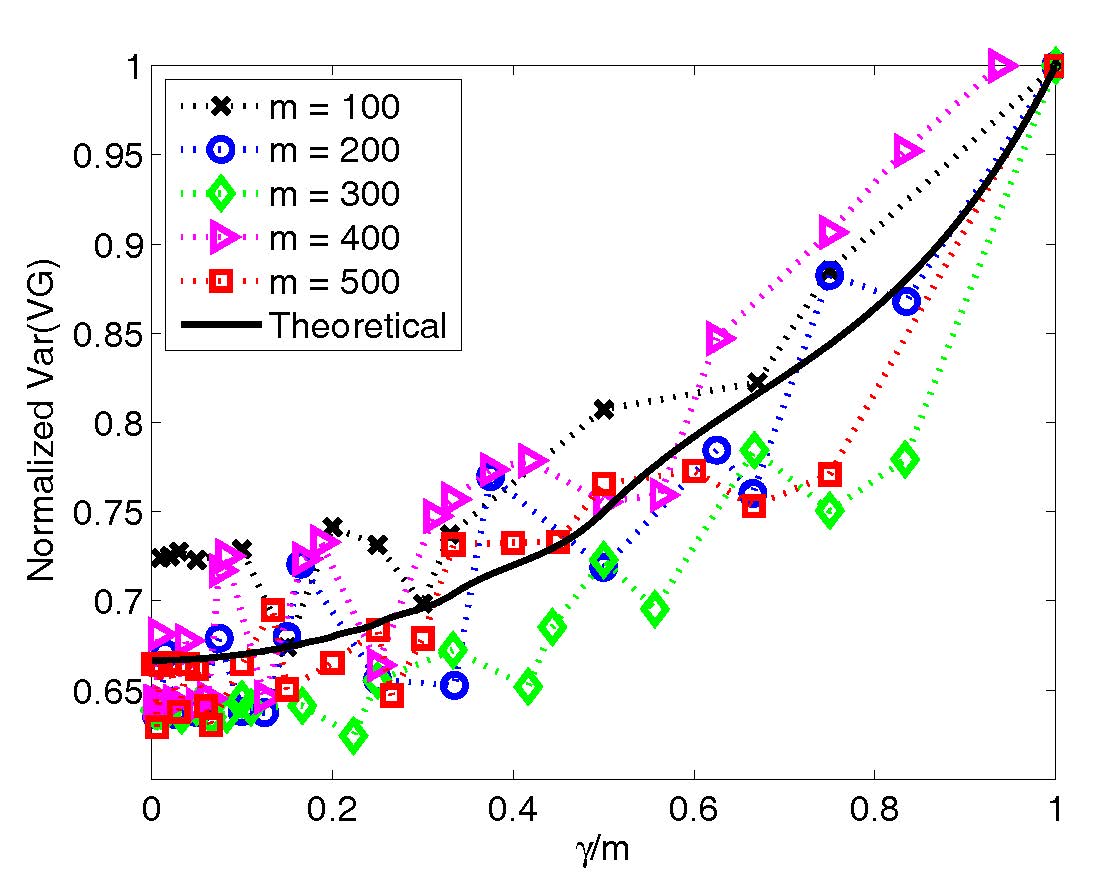 1
0.95
0.9
0.85
0.8
0.75
0.7
0.65
Normalized Var(VG)
m = 100
m = 200
m = 300
m = 400
m = 500
Theoretical
0 0.2 0.4 0.6 0.8 1
γ/m